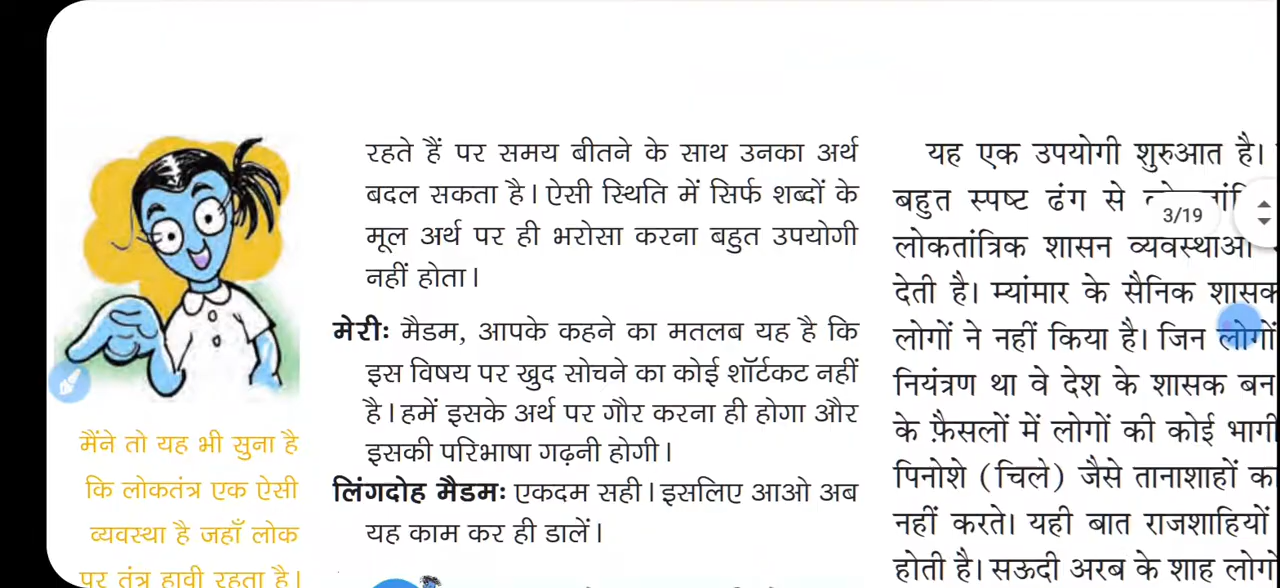 रहते हैं पर समय बीतने के साथ उनका अर्थ
बदल सकता है। ऐसी स्थिति में सिर्फ शब्दों के
मूल अर्थ पर ही भरोसा करना बहुत उपयोगी
नहीं होता।
मेरीः मैडम, आपके कहने का मतलब यह है कि
इस विषय पर खुद सोचने का कोई शॉर्टकट नहीं
है। हमें इसके अर्थ पर गौर करना ही होगा और
इसकी परिभाषा गढ़नी होगी।
लिंगदोह मैडमः एकदम सही। इसलिए आओ अब
यह काम कर ही डालें।
मैंने तो यह भी सुना है
कि लोकतंत्र एक ऐसी
व्यवस्था है जहाँ लोक
पर तंत्र हावी रहता है।
यह एक उपयोगी शुरुआत है।
बहुत स्पष्ट ढंग से
3/19
लोकतांत्रिक शासन व्यवस्थाओं
देती है। म्यांमार के सैनिक शासक
लोगों ने नहीं किया है। जिन लोगों
नियंत्रण था वे देश के शासक बन
के फ़ैसलों में लोगों की कोई भागी
पिनोशे (चिले) जैसे तानाशाहों का
नहीं करते। यही बात राजशाहियों
होती है। सऊदी अरब के शाह लोगों